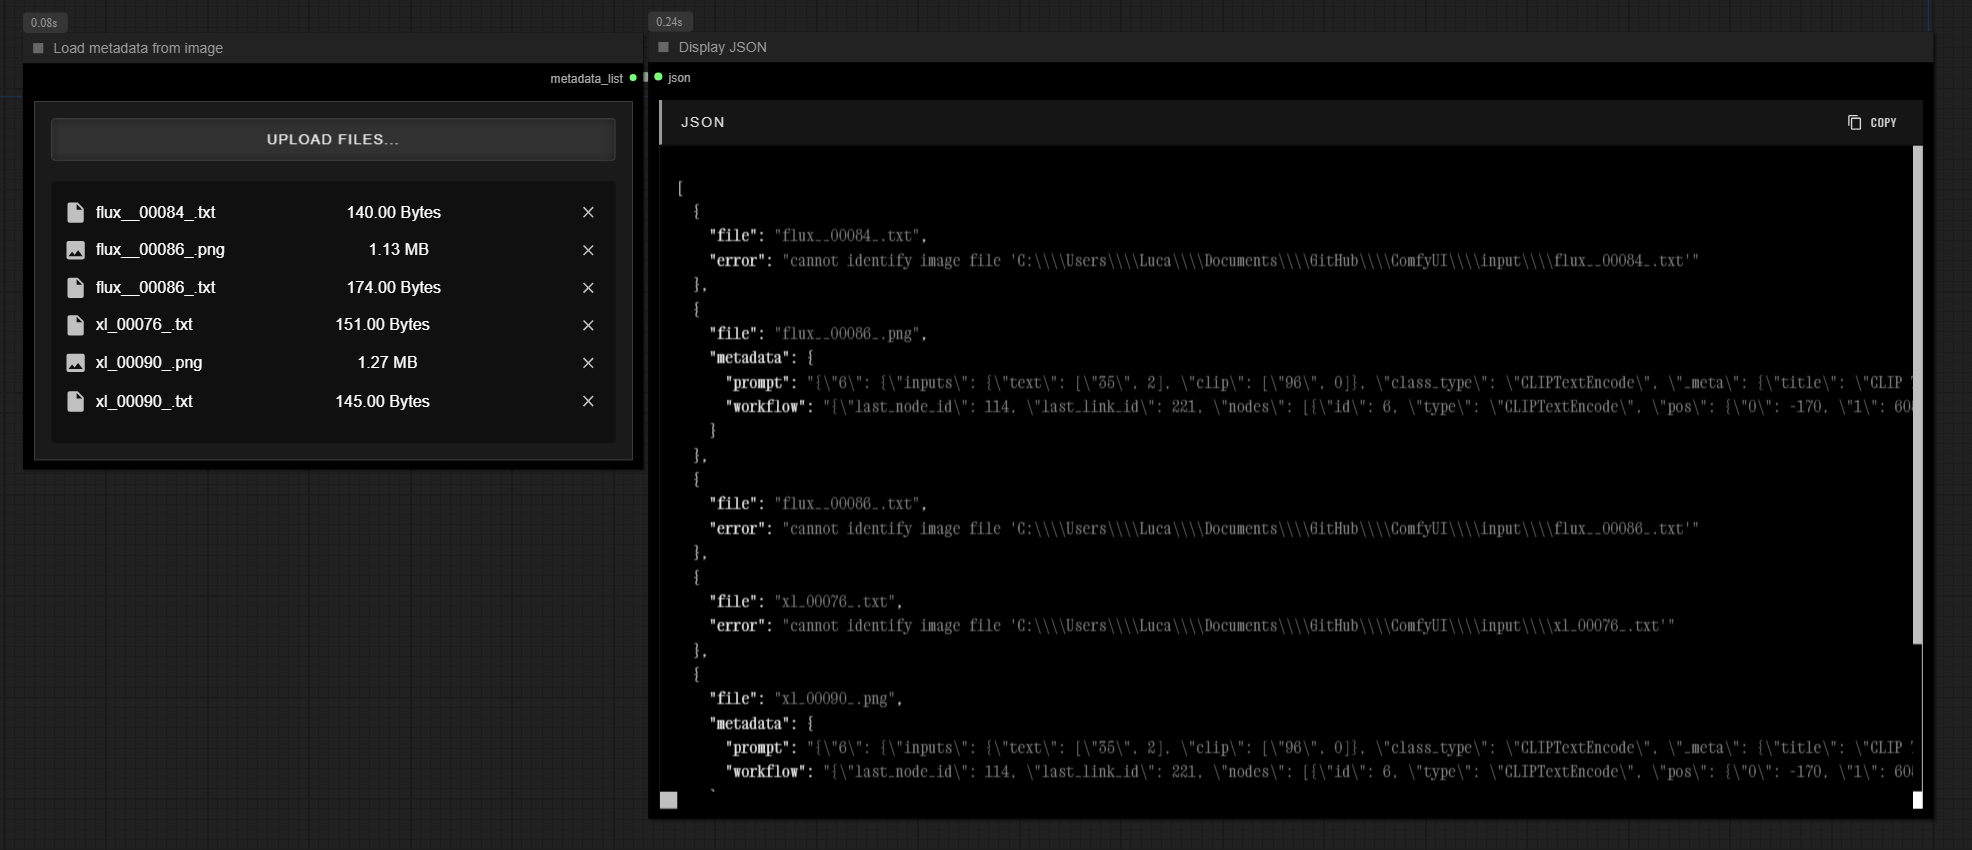 0.08s
Load metadata from image
metadata_list
UPLOAD FILES...
flux__00084_.txt 140.00 Bytes
flux__00086_.png 1.13 MB
flux__00086_.txt 174.00 Bytes
xl_00076_.txt 151.00 Bytes
xl_00090_.png 1.27 MB
xl_00090_.txt 145.00 Bytes
0.24s
Display JSON
json
JSON
COPY
[
{
"file": "flux__00084_.txt",
"error": "cannot identify image file 'C:\\\\Users\\\\Luca\\\\Documents\\\\GitHub\\\\ComfyUI\\\\input\\\\flux__00084_.txt'"
},
{
"file": "flux__00086_.png",
"metadata": {
"prompt": "{\"6\": {\"inputs\": {\"text\": [\"35\", 2], \"clip\": [\"96\", 0]}, \"class_type\": \"CLIPTextEncode\", \"_meta\": {\"title\": \"CLIP
"workflow": "{\"last_node_id\": 114, \"last_link_id\": 221, \"nodes\": [{\"id\": 6, \"type\": \"CLIPTextEncode\", \"pos\": {\"0\": -170, \"1\": 60
}
},
{
"file": "flux__00086_.txt",
"error": "cannot identify image file 'C:\\\\Users\\\\Luca\\\\Documents\\\\GitHub\\\\ComfyUI\\\\input\\\\flux__00086_.txt'"
},
{
"file": "xl_00076_.txt",
"error": "cannot identify image file 'C:\\\\Users\\\\Luca\\\\Documents\\\\GitHub\\\\ComfyUI\\\\input\\\\xl_00076_.txt'"
},
{
"file": "xl_00090_.png",
"metadata": {
"prompt": "{\"6\": {\"inputs\": {\"text\": [\"35\", 2], \"clip\": [\"96\", 0]}, \"class_type\": \"CLIPTextEncode\", \"_meta\": {\"title\": \"CLIP
"workflow": "{\"last_node_id\": 114, \"last_link_id\": 221, \"nodes\": [{\"id\": 6, \"type\": \"CLIPTextEncode\", \"pos\": {\"0\": -170, \"1\": 60